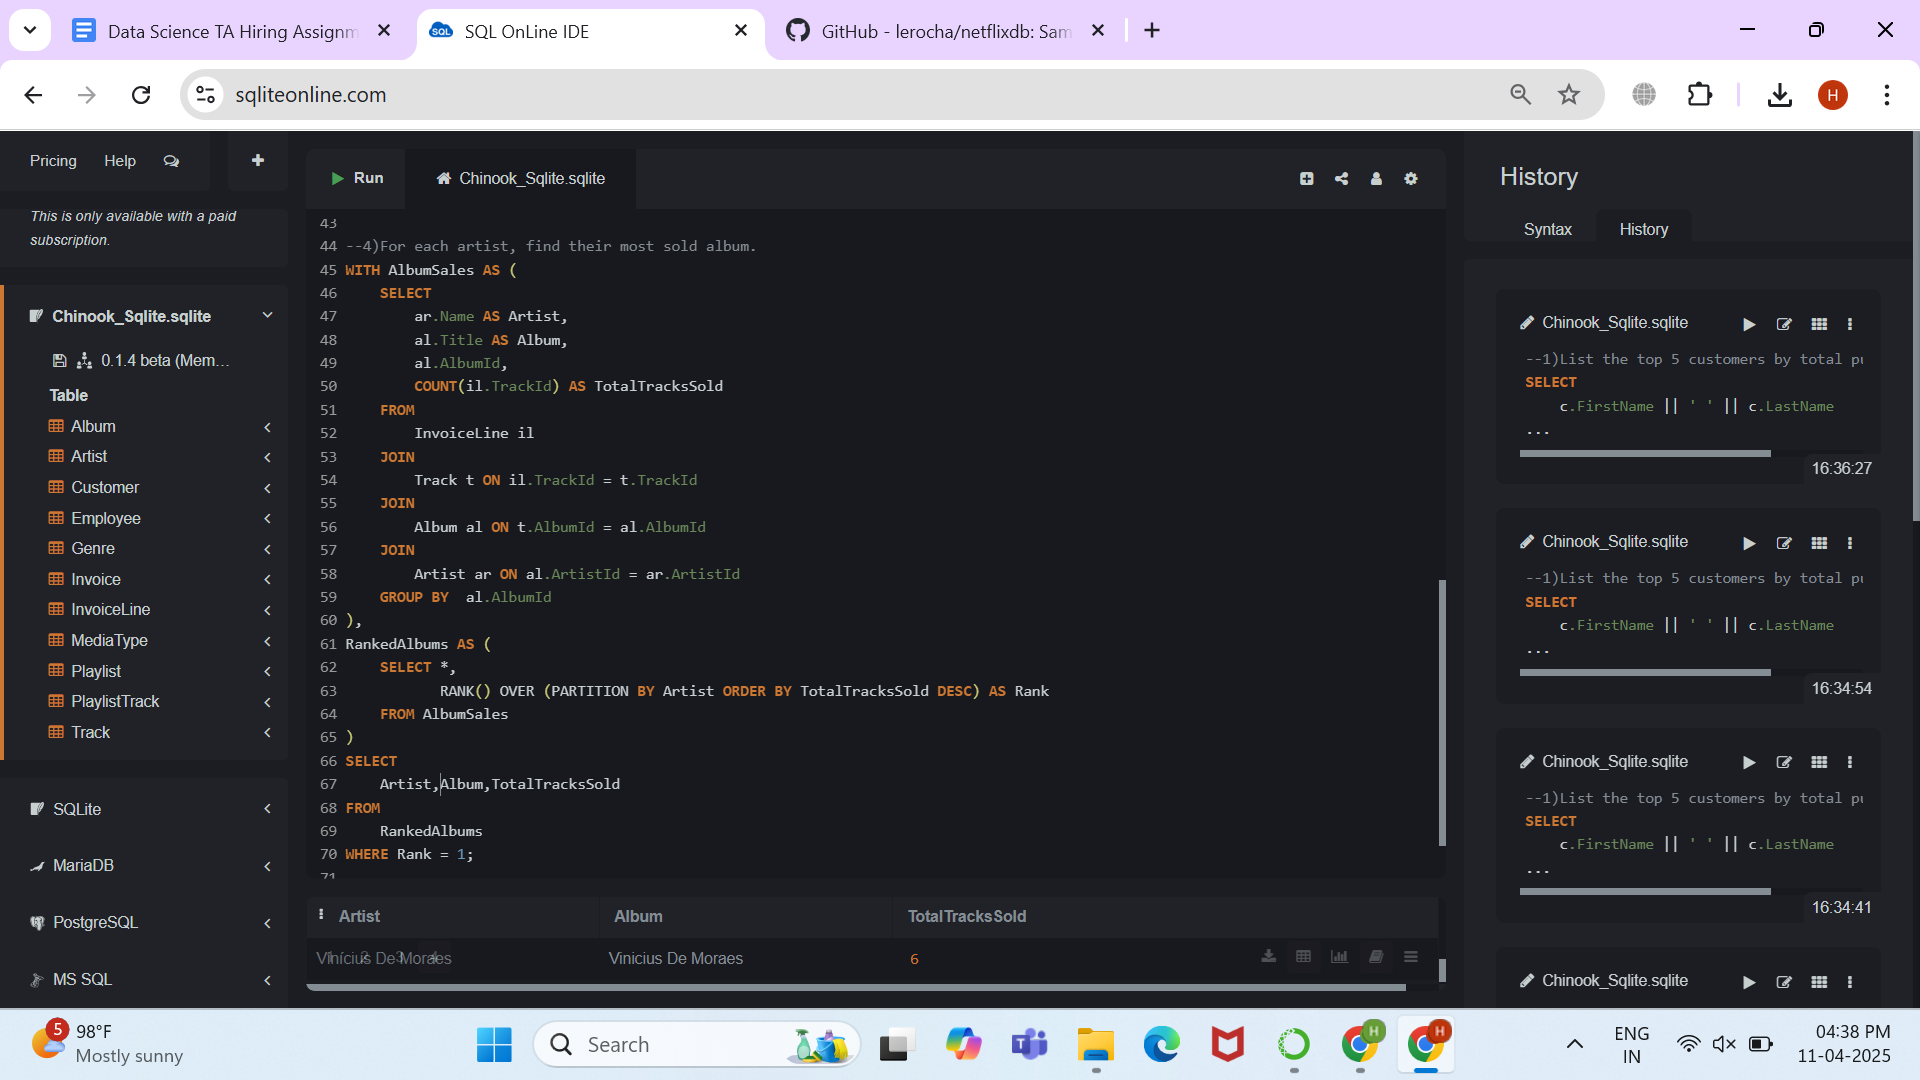 Data Science TA Hiring Assignm
SQL OnLine IDE
GitHub - lerocha/netflixdb: Sam
sqliteonline.com
H
Pricing
Help
This is only available with a paid
subscription.
Chinook_Sqlite.sqlite
0.1.4 beta (Mem...
Table
Album
Artist
Customer
Employee
Genre
Invoice
InvoiceLine
MediaType
Playlist
PlaylistTrack
Track
SQLite
MariaDB
PostgreSQL
MS SQL
Run
Chinook_Sqlite.sqlite
43
44 --4)For each artist, find their most sold album.
45 WITH AlbumSales AS (
46 SELECT
47 ar.Name AS Artist,
48 al.Title AS Album,
49 al.AlbumId,
50 COUNT(il.TrackId) AS TotalTracksSold
51 FROM
52 InvoiceLine il
53 JOIN
54 Track t ON il.TrackId = t.TrackId
55 JOIN
56 Album al ON t.AlbumId = al.AlbumId
57 JOIN
58 Artist ar ON al.ArtistId = ar.ArtistId
59 GROUP BY al.AlbumId
60 ),
61 RankedAlbums AS (
62 SELECT *,
63 RANK() OVER (PARTITION BY Artist ORDER BY TotalTracksSold DESC) AS Rank
64 FROM AlbumSales
65 )
66 SELECT
67 Artist,Album,TotalTracksSold
68 FROM
69 RankedAlbums
70 WHERE Rank = 1;
71
Artist Album TotalTracksSold
Vinícius De Moraes Vinicius De Moraes 6
1 2 3 4
History
Syntax
History
Chinook_Sqlite.sqlite
--1)List the top 5 customers by total pu
SELECT
c.FirstName || ' ' || c.LastName
...
16:36:27
Chinook_Sqlite.sqlite
--1)List the top 5 customers by total pu
SELECT
c.FirstName || ' ' || c.LastName
...
16:34:54
Chinook_Sqlite.sqlite
--1)List the top 5 customers by total pu
SELECT
c.FirstName || ' ' || c.LastName
...
16:34:41
Chinook_Sqlite.sqlite
5
98°F
Mostly sunny
Search
H
H
ENG
IN
04:38 PM
11-04-2025